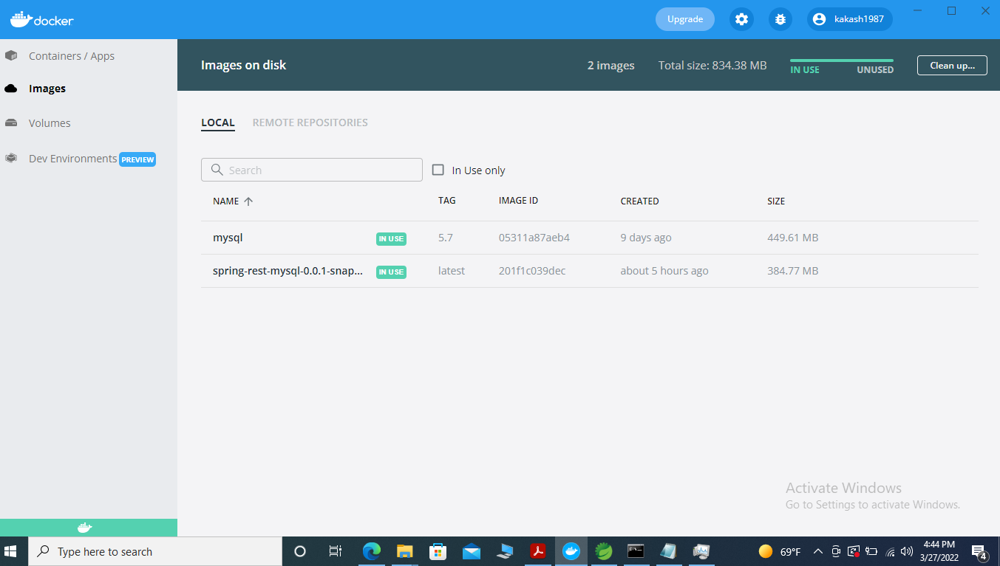 docker
Upgrade
kakash1987
Containers / Apps
Images
Volumes
Dev Environments PREVIEW
Images on disk
2 images
Total size: 834.38 MB
IN USE
UNUSED
Clean up...
LOCAL
REMOTE REPOSITORIES
Search
In Use only
NAME TAG IMAGE ID CREATED SIZE
mysql IN USE 5.7 05311a87aeb4 9 days ago 449.61 MB
spring-rest-mysql-0.0.1-snap... IN USE latest 201f1c039dec about 5 hours ago 384.77 MB
Activate Windows
Go to Settings to activate Windows.
Type here to search
69°F
4:44 PM
3/27/2022
4